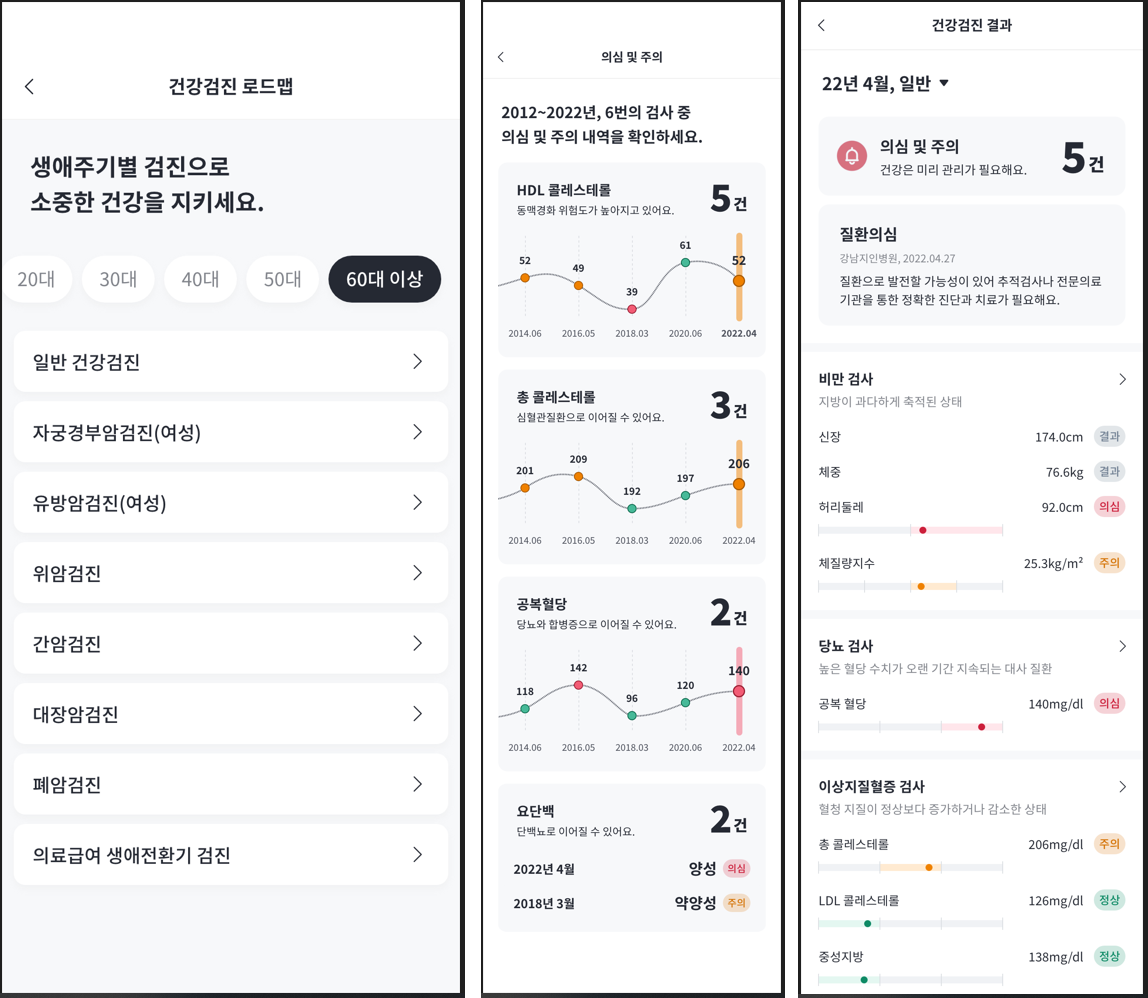 건강검진 로드맵
생애주기별 검진으로
소중한 건강을 지키세요.
20대 30대 40대 50대 60대 이상
일반 건강검진
자궁경부암검진(여성)
유방암검진(여성)
위암검진
간암검진
대장암검진
폐암검진
의료급여 생애전환기 검진
의심 및 주의
2012~2022년, 6번의 검사 중
의심 및 주의 내역을 확인하세요.
HDL 콜레스테롤
동맥경화 위험도가 높아지고 있어요.
5건
52 49 39 61 52
2014.06 2016.05 2018.03 2020.06 2022.04
총 콜레스테롤
심혈관질환으로 이어질 수 있어요.
3건
201 209 192 197 206
2014.06 2016.05 2018.03 2020.06 2022.04
공복혈당
당뇨와 합병증으로 이어질 수 있어요.
2건
118 142 96 120 140
2014.06 2016.05 2018.03 2020.06 2022.04
요단백
단백뇨로 이어질 수 있어요.
2건
2022년 4월 양성 의심
2018년 3월 약양성 주의
건강검진 결과
22년 4월, 일반
의심 및 주의
건강은 미리 관리가 필요해요.
5건
질환의심
강남지인병원, 2022.04.27
질환으로 발전할 가능성이 있어 추적검사나 전문의료
기관을 통한 정확한 진단과 치료가 필요해요.
비만 검사
지방이 과다하게 축적된 상태
신장 174.0cm 결과
체중 76.6kg 결과
허리둘레 92.0cm 의심
체질량지수 25.3kg/m² 주의
당뇨 검사
높은 혈당 수치가 오랜 기간 지속되는 대사 질환
공복 혈당 140mg/dl 의심
이상지질혈증 검사
혈청 지질이 정상보다 증가하거나 감소한 상태
총 콜레스테롤 206mg/dl 주의
LDL 콜레스테롤 126mg/dl 정상
중성지방 138mg/dl 정상